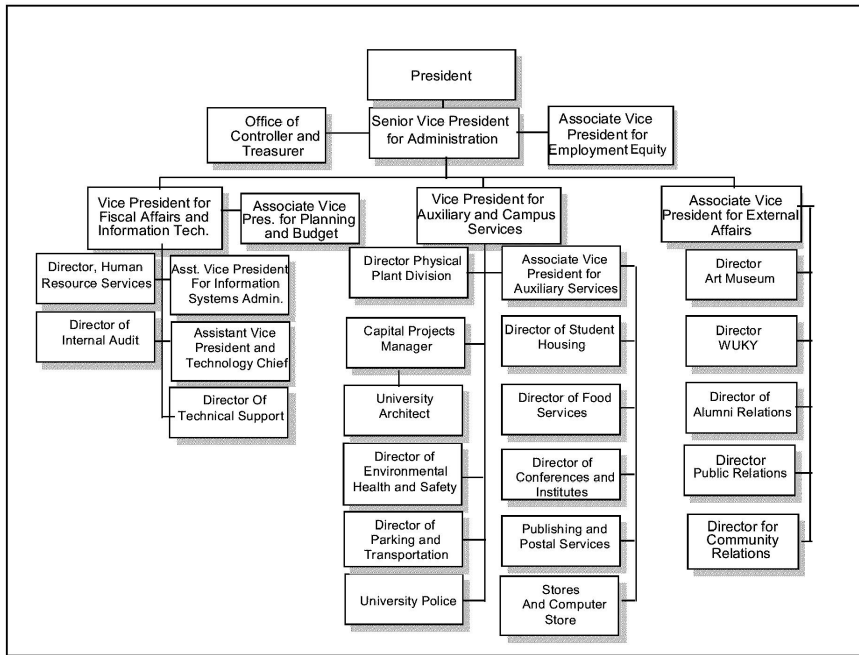 President
Office of
Controller and
Treasurer
Senior Vice President
for Administration
Associate Vice
President for
Employment Equity
Vice President for
Fiscal Affairs and
Information Tech.
Associate Vice
Pres. for Planning
and Budget
Vice President for
Auxiliary and Campus
Services
Associate Vice
President for External
Affairs
Director, Human
Resource Services
Asst. Vice President
For Information
Systems Admin.
Director of
Internal Audit
Assistant Vice
President and
Technology Chief
Director Of
Technical Support
Director Physical
Plant Division
Associate Vice
President for
Auxiliary Services
Capital Projects
Manager
Director of Student
Housing
University
Architect
Director of Food
Services
Director of
Environmental
Health and Safety
Director of
Conferences and
Institutes
Director of
Parking and
Transportation
Publishing and
Postal Services
University Police
Stores
And Computer
Store
Director
Art Museum
Director
WUKY
Director of
Alumni Relations
Director
Public Relations
Director for
Community
Relations